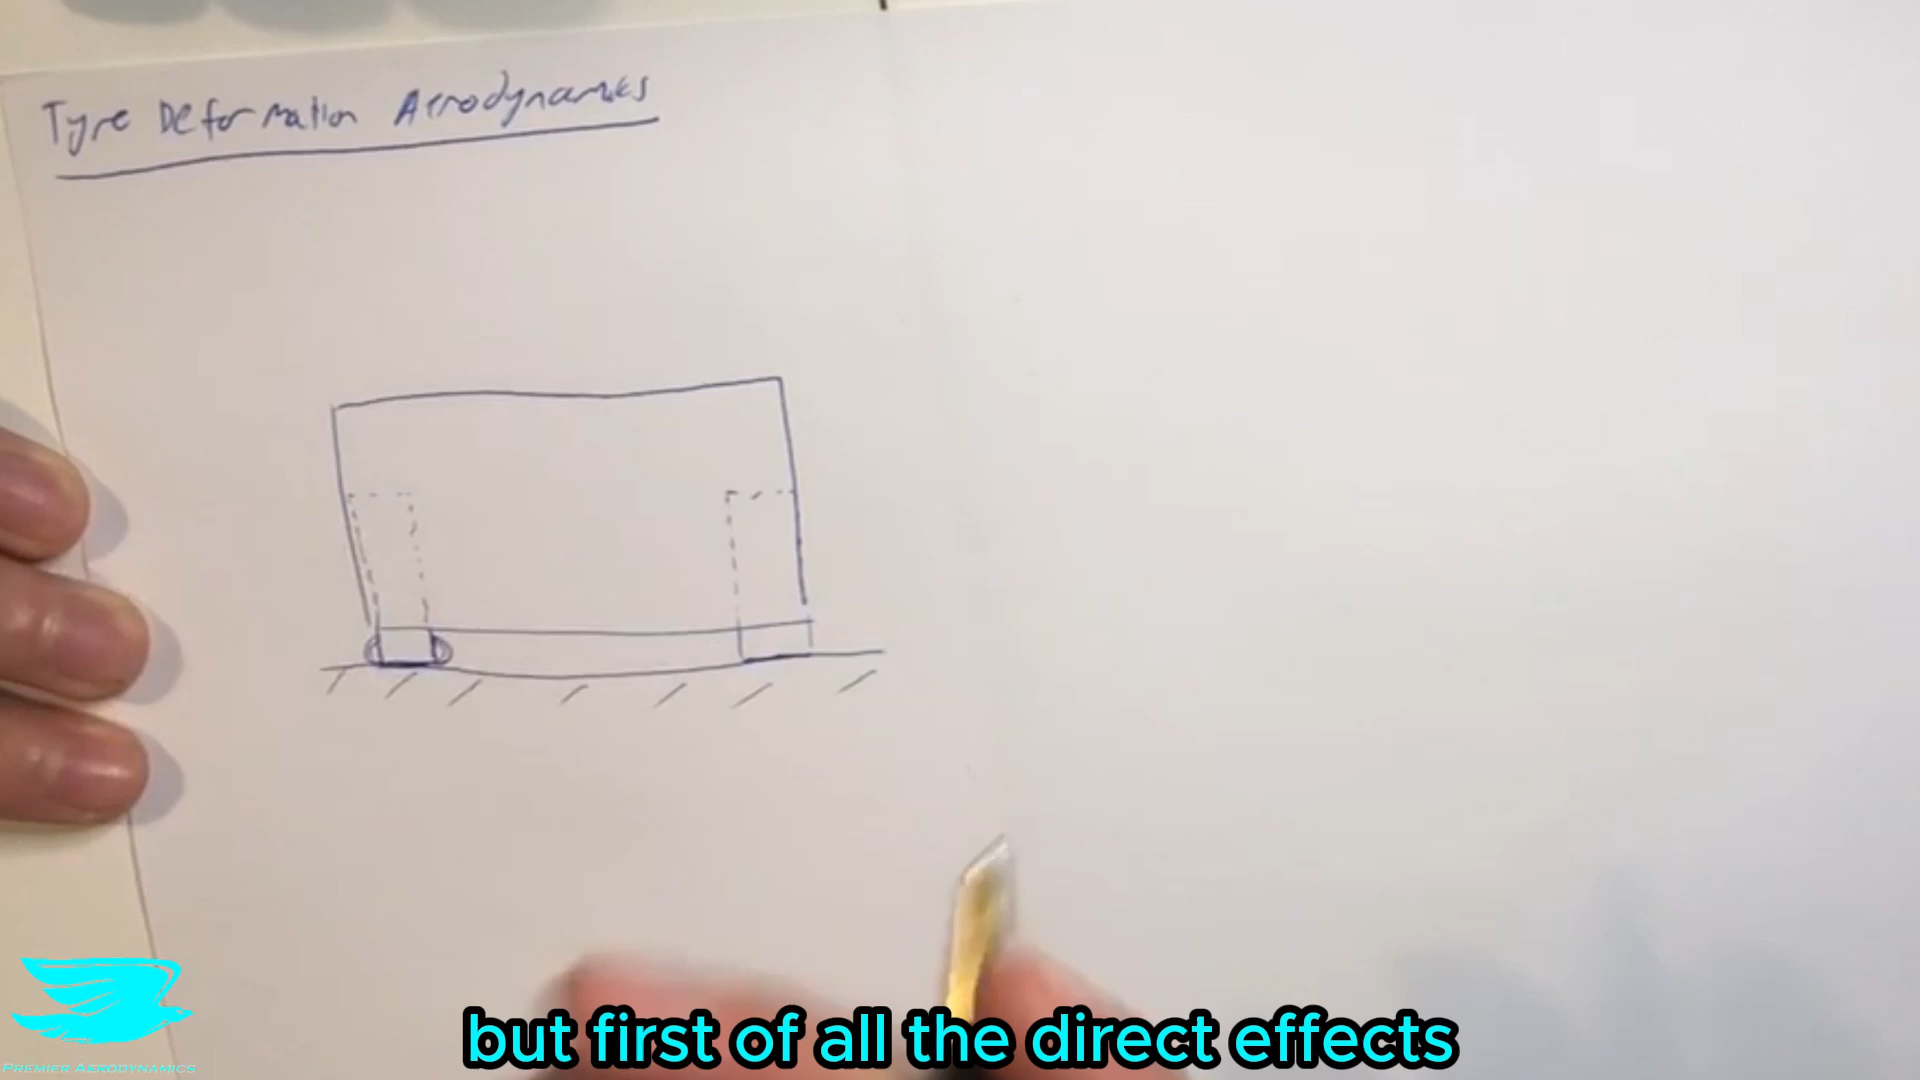 Tyre Deformation Aerodynamics
but first of all the direct effects
PREMIER AERODYNAMICS